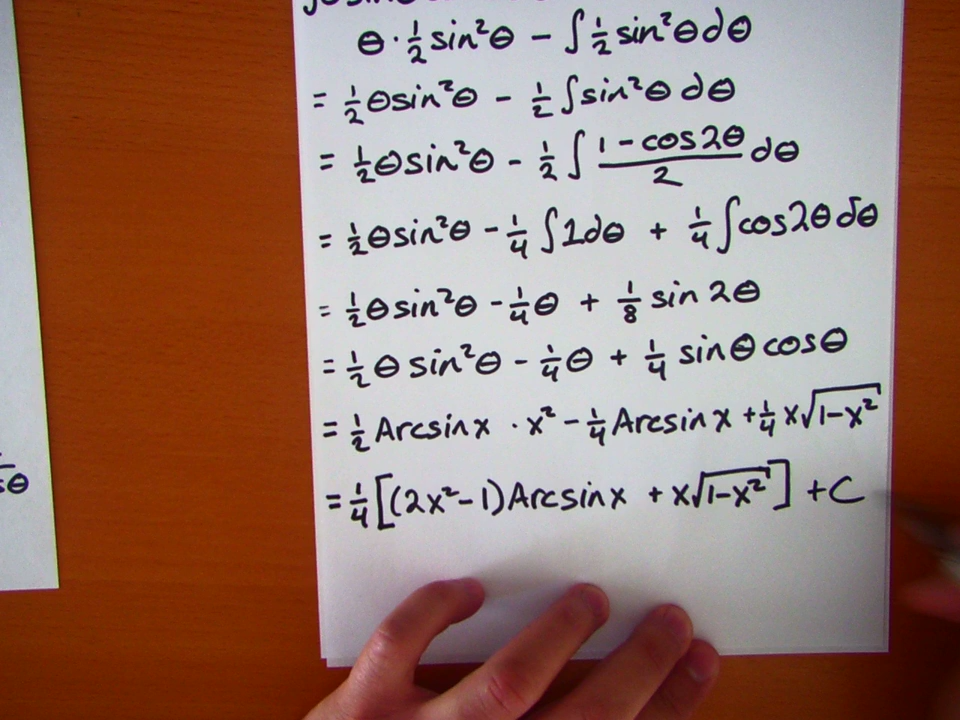 θ · 1/2 sin²θ − ∫ 1/2 sin²θ dθ
= 1/2 θ sin²θ − 1/2 ∫ sin²θ dθ
= 1/2 θ sin²θ − 1/2 ∫ (1 − cos 2θ)/2 dθ
= 1/2 θ sin²θ − 1/4 ∫ 1 dθ + 1/4 ∫ cos 2θ dθ
= 1/2 θ sin²θ − 1/4 θ + 1/8 sin 2θ
= 1/2 θ sin²θ − 1/4 θ + 1/4 sin θ cos θ
= 1/2 Arcsin x · x² − 1/4 Arcsin x + 1/4 x√(1−x²)
= 1/4 [(2x² − 1) Arcsin x + x√(1−x²)] + C